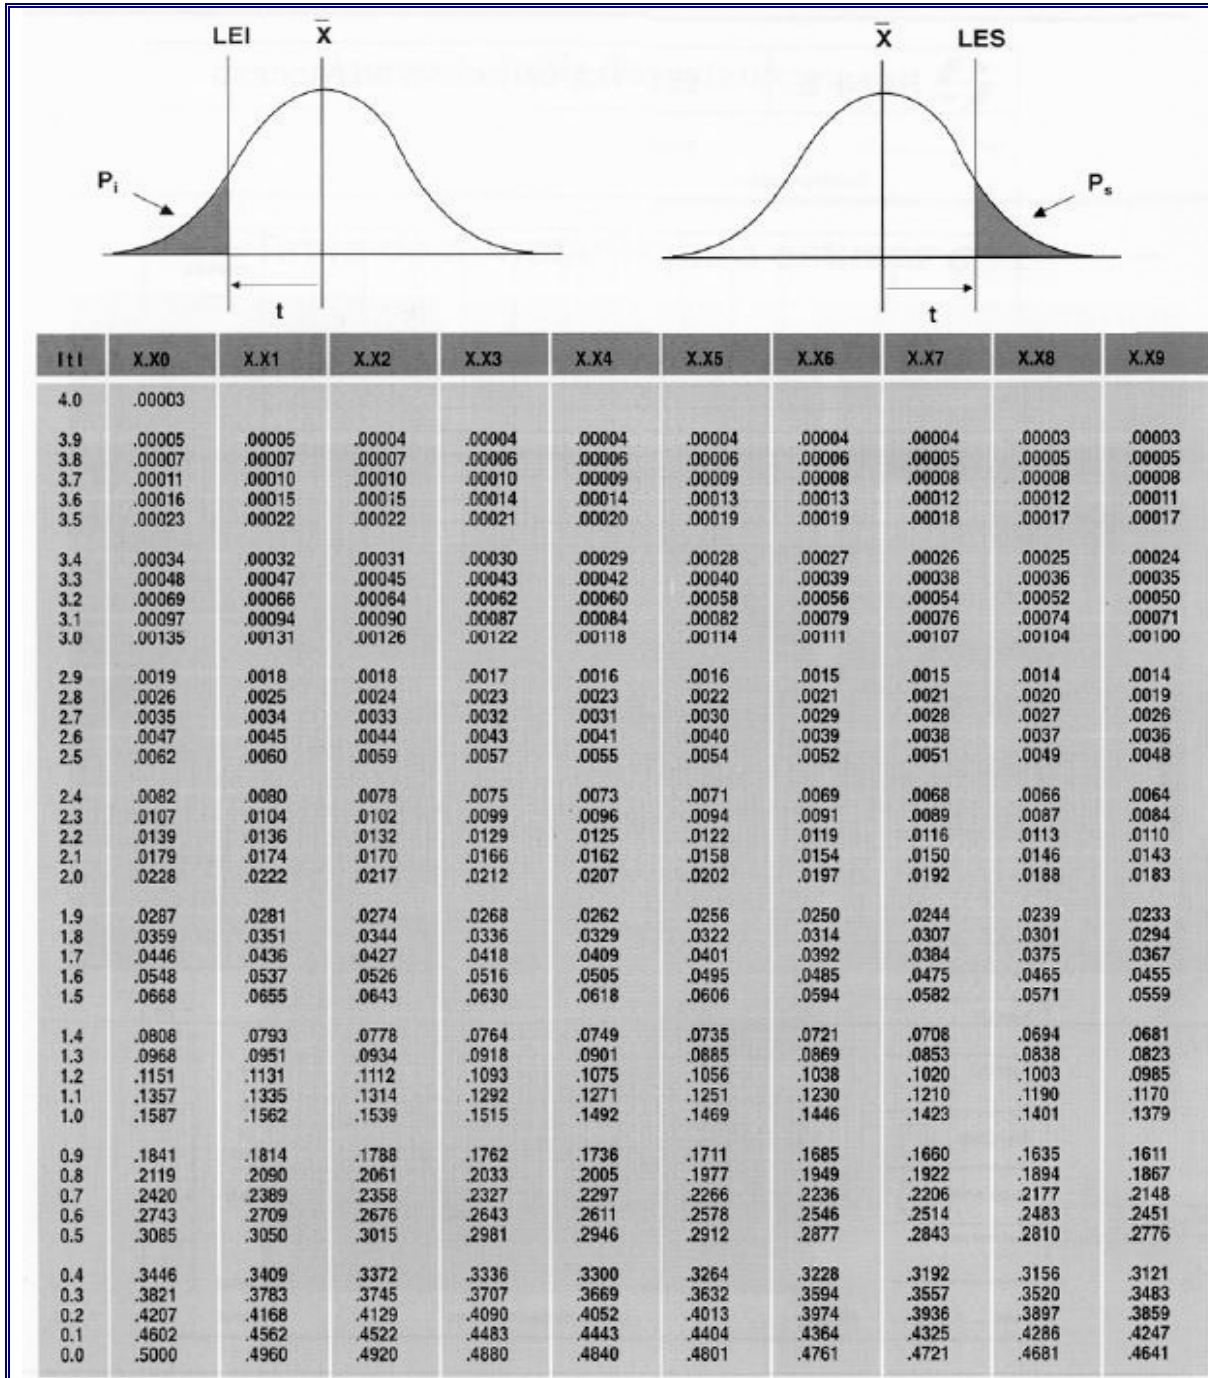 LEI X̄
P_i
t
X̄ LES
P_s
t
I t I X.X0 X.X1 X.X2 X.X3 X.X4 X.X5 X.X6 X.X7 X.X8 X.X9
4.0 .00003
3.9 .00005 .00005 .00004 .00004 .00004 .00004 .00004 .00004 .00003 .00003
3.8 .00007 .00007 .00007 .00006 .00006 .00006 .00006 .00005 .00005 .00005
3.7 .00011 .00010 .00010 .00010 .00009 .00009 .00008 .00008 .00008 .00008
3.6 .00016 .00015 .00015 .00014 .00014 .00013 .00013 .00012 .00012 .00011
3.5 .00023 .00022 .00022 .00021 .00020 .00019 .00019 .00018 .00017 .00017
3.4 .00034 .00032 .00031 .00030 .00029 .00028 .00027 .00026 .00025 .00024
3.3 .00048 .00047 .00045 .00043 .00042 .00040 .00039 .00038 .00036 .00035
3.2 .00069 .00066 .00064 .00062 .00060 .00058 .00056 .00054 .00052 .00050
3.1 .00097 .00094 .00090 .00087 .00084 .00082 .00079 .00076 .00074 .00071
3.0 .00135 .00131 .00126 .00122 .00118 .00114 .00111 .00107 .00104 .00100
2.9 .0019 .0018 .0018 .0017 .0016 .0016 .0015 .0015 .0014 .0014
2.8 .0026 .0025 .0024 .0023 .0023 .0022 .0021 .0021 .0020 .0019
2.7 .0035 .0034 .0033 .0032 .0031 .0030 .0029 .0028 .0027 .0026
2.6 .0047 .0045 .0044 .0043 .0041 .0040 .0039 .0038 .0037 .0036
2.5 .0062 .0060 .0059 .0057 .0055 .0054 .0052 .0051 .0049 .0048
2.4 .0082 .0080 .0078 .0075 .0073 .0071 .0069 .0068 .0066 .0064
2.3 .0107 .0104 .0102 .0099 .0096 .0094 .0091 .0089 .0087 .0084
2.2 .0139 .0136 .0132 .0129 .0125 .0122 .0119 .0116 .0113 .0110
2.1 .0179 .0174 .0170 .0166 .0162 .0158 .0154 .0150 .0146 .0143
2.0 .0228 .0222 .0217 .0212 .0207 .0202 .0197 .0192 .0188 .0183
1.9 .0287 .0281 .0274 .0268 .0262 .0256 .0250 .0244 .0239 .0233
1.8 .0359 .0351 .0344 .0336 .0329 .0322 .0314 .0307 .0301 .0294
1.7 .0446 .0436 .0427 .0418 .0409 .0401 .0392 .0384 .0375 .0367
1.6 .0548 .0537 .0526 .0516 .0505 .0495 .0485 .0475 .0465 .0455
1.5 .0668 .0655 .0643 .0630 .0618 .0606 .0594 .0582 .0571 .0559
1.4 .0808 .0793 .0778 .0764 .0749 .0735 .0721 .0708 .0694 .0681
1.3 .0968 .0951 .0934 .0918 .0901 .0885 .0869 .0853 .0838 .0823
1.2 .1151 .1131 .1112 .1093 .1075 .1056 .1038 .1020 .1003 .0985
1.1 .1357 .1335 .1314 .1292 .1271 .1251 .1230 .1210 .1190 .1170
1.0 .1587 .1562 .1539 .1515 .1492 .1469 .1446 .1423 .1401 .1379
0.9 .1841 .1814 .1788 .1762 .1736 .1711 .1685 .1660 .1635 .1611
0.8 .2119 .2090 .2061 .2033 .2005 .1977 .1949 .1922 .1894 .1867
0.7 .2420 .2389 .2358 .2327 .2297 .2266 .2236 .2206 .2177 .2148
0.6 .2743 .2709 .2676 .2643 .2611 .2578 .2546 .2514 .2483 .2451
0.5 .3085 .3050 .3015 .2981 .2946 .2912 .2877 .2843 .2810 .2776
0.4 .3446 .3409 .3372 .3336 .3300 .3264 .3228 .3192 .3156 .3121
0.3 .3821 .3783 .3745 .3707 .3669 .3632 .3594 .3557 .3520 .3483
0.2 .4207 .4168 .4129 .4090 .4052 .4013 .3974 .3936 .3897 .3859
0.1 .4602 .4562 .4522 .4483 .4443 .4404 .4364 .4325 .4286 .4247
0.0 .5000 .4960 .4920 .4880 .4840 .4801 .4761 .4721 .4681 .4641